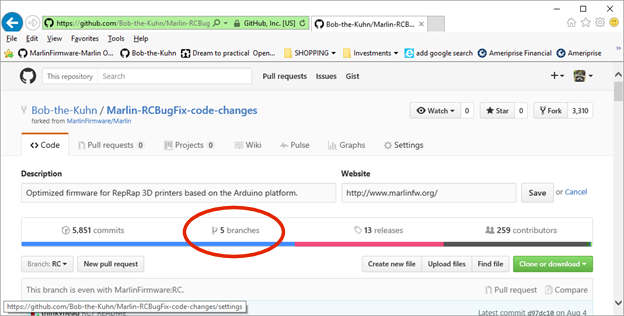 https://github.com/Bob-the-Kuhn/Marlin-RCBug GitHub, Inc. [US] Bob-the-Kuhn/Marlin-RCBu...
File Edit View Favorites Tools Help
MarlinFirmware-Marlin O... Bob-the-Kuhn Dream to practical Open... SHOPPING Investments add google search Ameriprise Financial Ameriprise
This repository Search Pull requests Issues Gist
Bob-the-Kuhn / Marlin-RCBugFix-code-changes Watch 0 Star 0 Fork 3,310
forked from MarlinFirmware/Marlin
Code Pull requests 0 Projects 0 Wiki Pulse Graphs Settings
Description Website
Optimized firmware for RepRap 3D printers based on the Arduino platform. http://www.marlinfw.org/ Save or Cancel
5,851 commits 5 branches 13 releases 259 contributors
Branch: RC New pull request Create new file Upload files Find file Clone or download
This branch is even with MarlinFirmware:RC. Pull request Compare
https://github.com/Bob-the-Kuhn/Marlin-RCBugFix-code-changes/settings
Latest commit d97dc10 on Aug 4